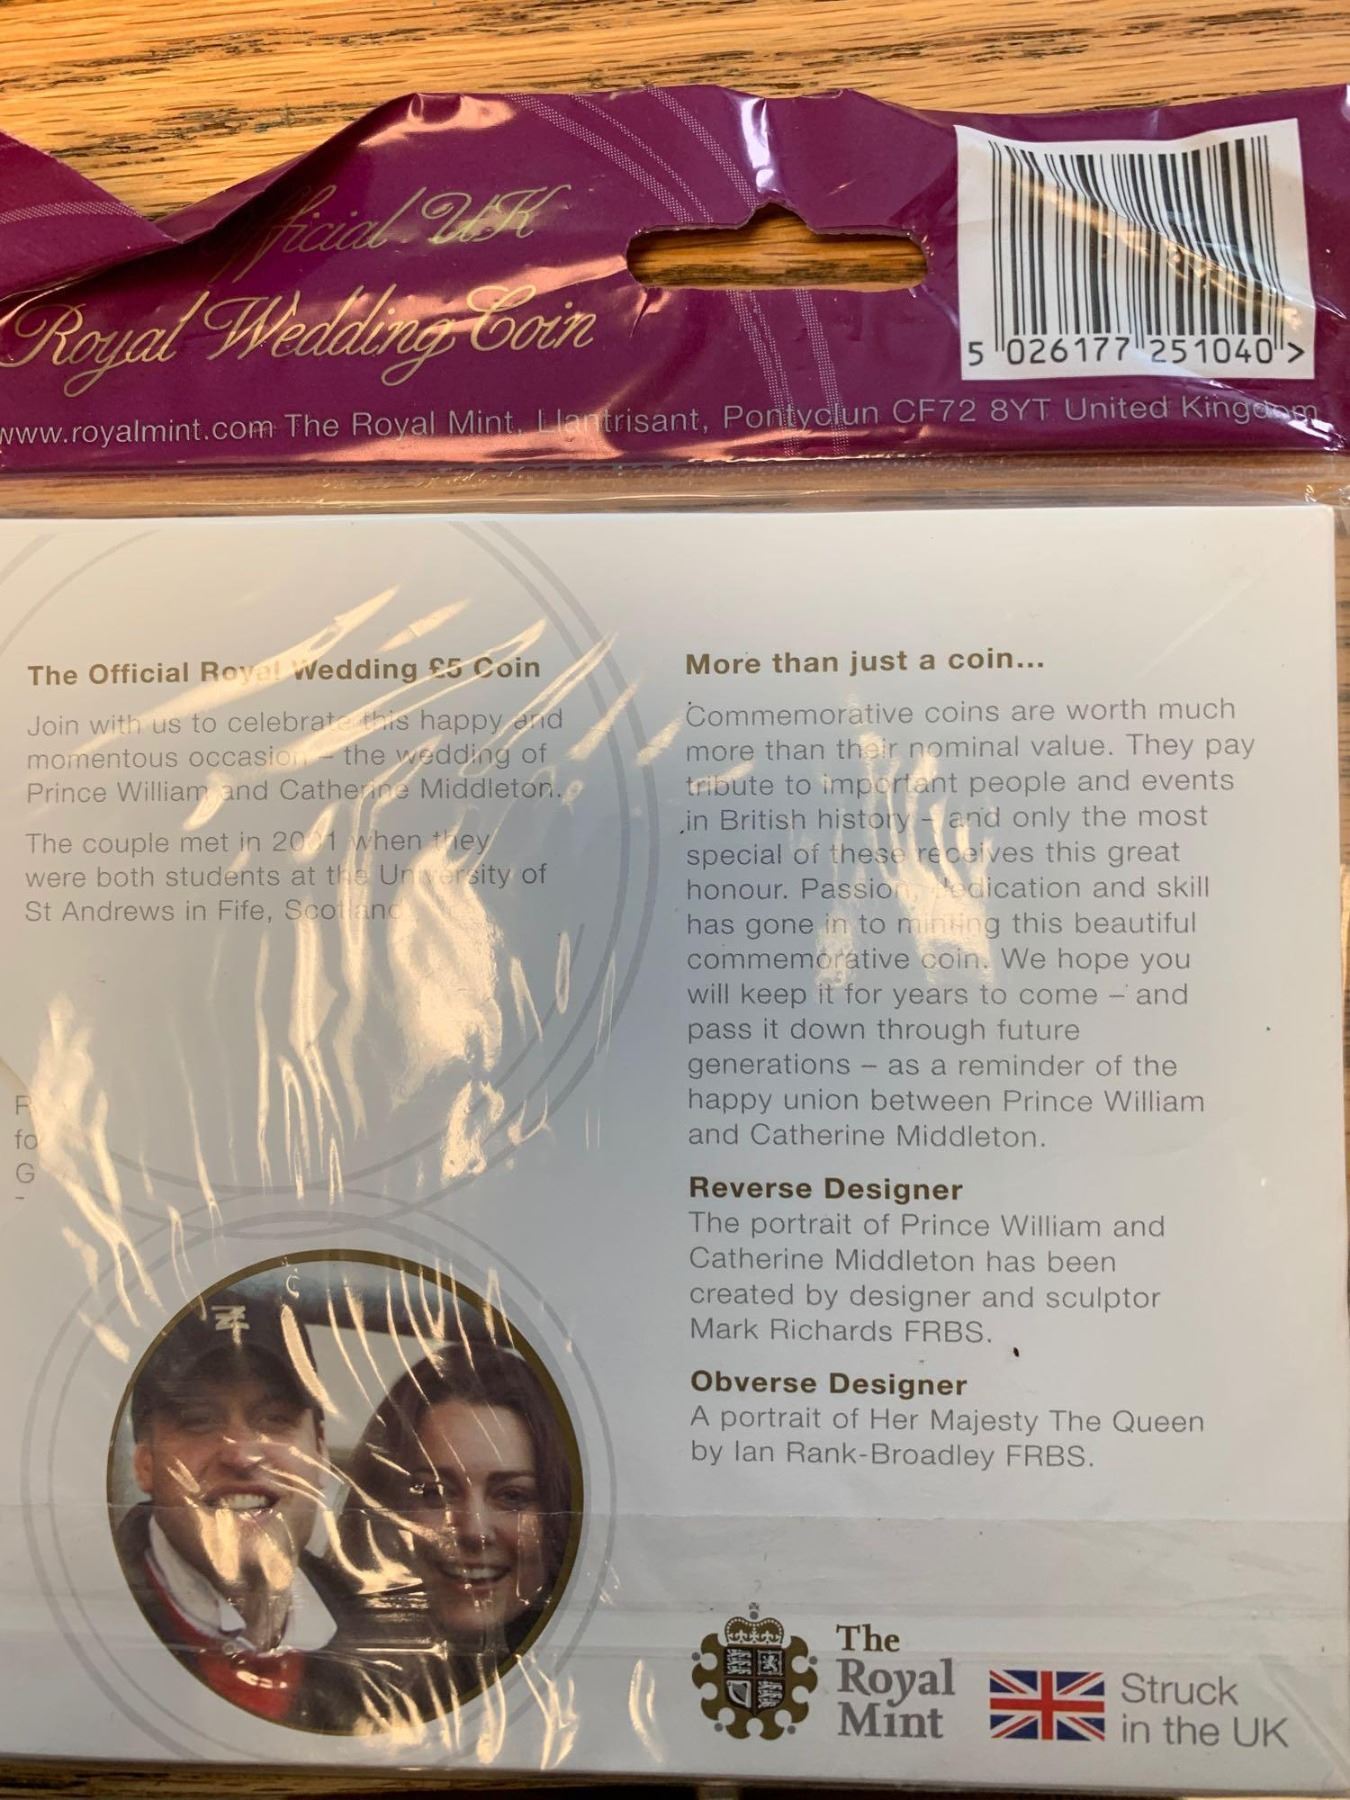 ficial UK
Royal Wedding Coin
5 026177 251040 >
www.royalmint.com The Royal Mint, Llantrisant, Pontyclun CF72 8YT United Kingdom
The Official Royal Wedding £5 Coin
Join with us to celebrate this happy and
momentous occasion – the wedding of
Prince William and Catherine Middleton.
The couple met in 2001 when they
were both students at the University of
St Andrews in Fife, Scotland
R
fo
G
-
More than just a coin...
Commemorative coins are worth much
more than their nominal value. They pay
tribute to important people and events
in British history – and only the most
special of these receives this great
honour. Passion, dedication and skill
has gone in to minting this beautiful
commemorative coin. We hope you
will keep it for years to come – and
pass it down through future
generations – as a reminder of the
happy union between Prince William
and Catherine Middleton.
Reverse Designer
The portrait of Prince William and
Catherine Middleton has been
created by designer and sculptor
Mark Richards FRBS.
Obverse Designer
A portrait of Her Majesty The Queen
by Ian Rank-Broadley FRBS.
The
Royal
Mint
Struck
in the UK